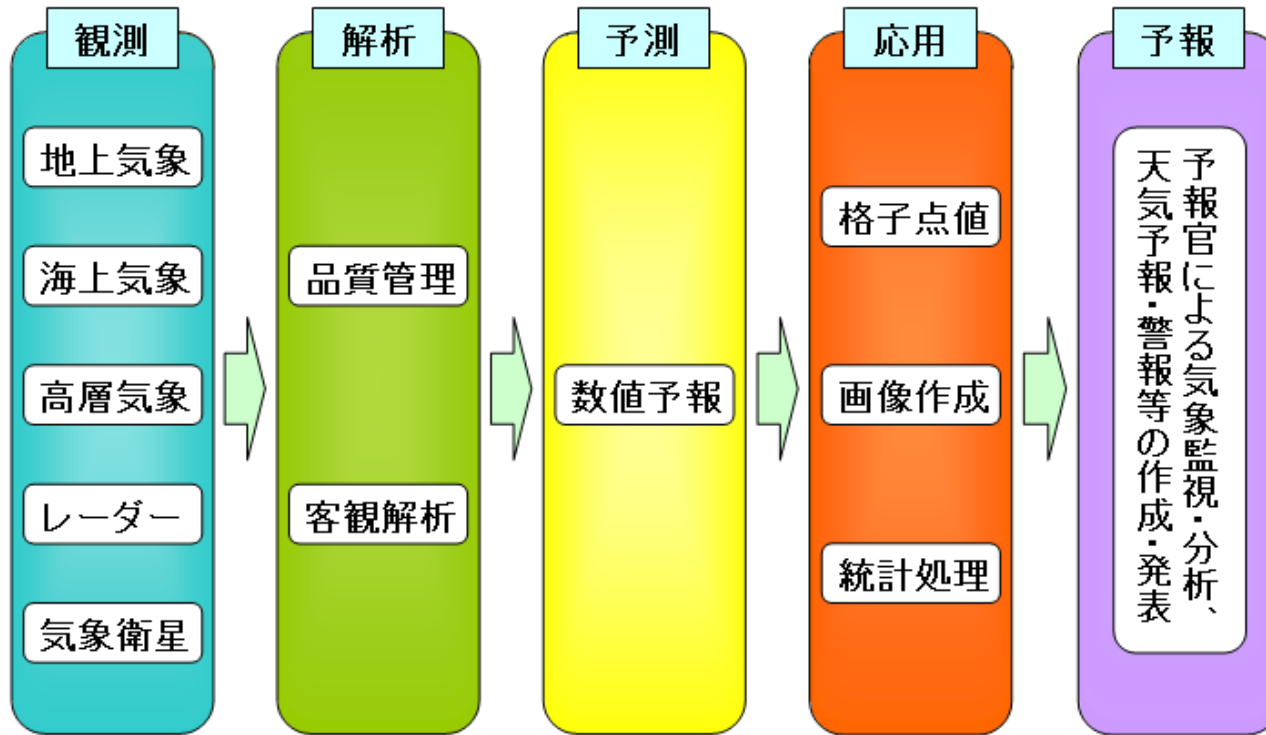 観測
地上気象
海上気象
高層気象
レーダー
気象衛星
解析
品質管理
客観解析
予測
数値予報
応用
格子点値
画像作成
統計処理
予報
予報官による気象監視・分析、
天気予報・警報等の作成・発表